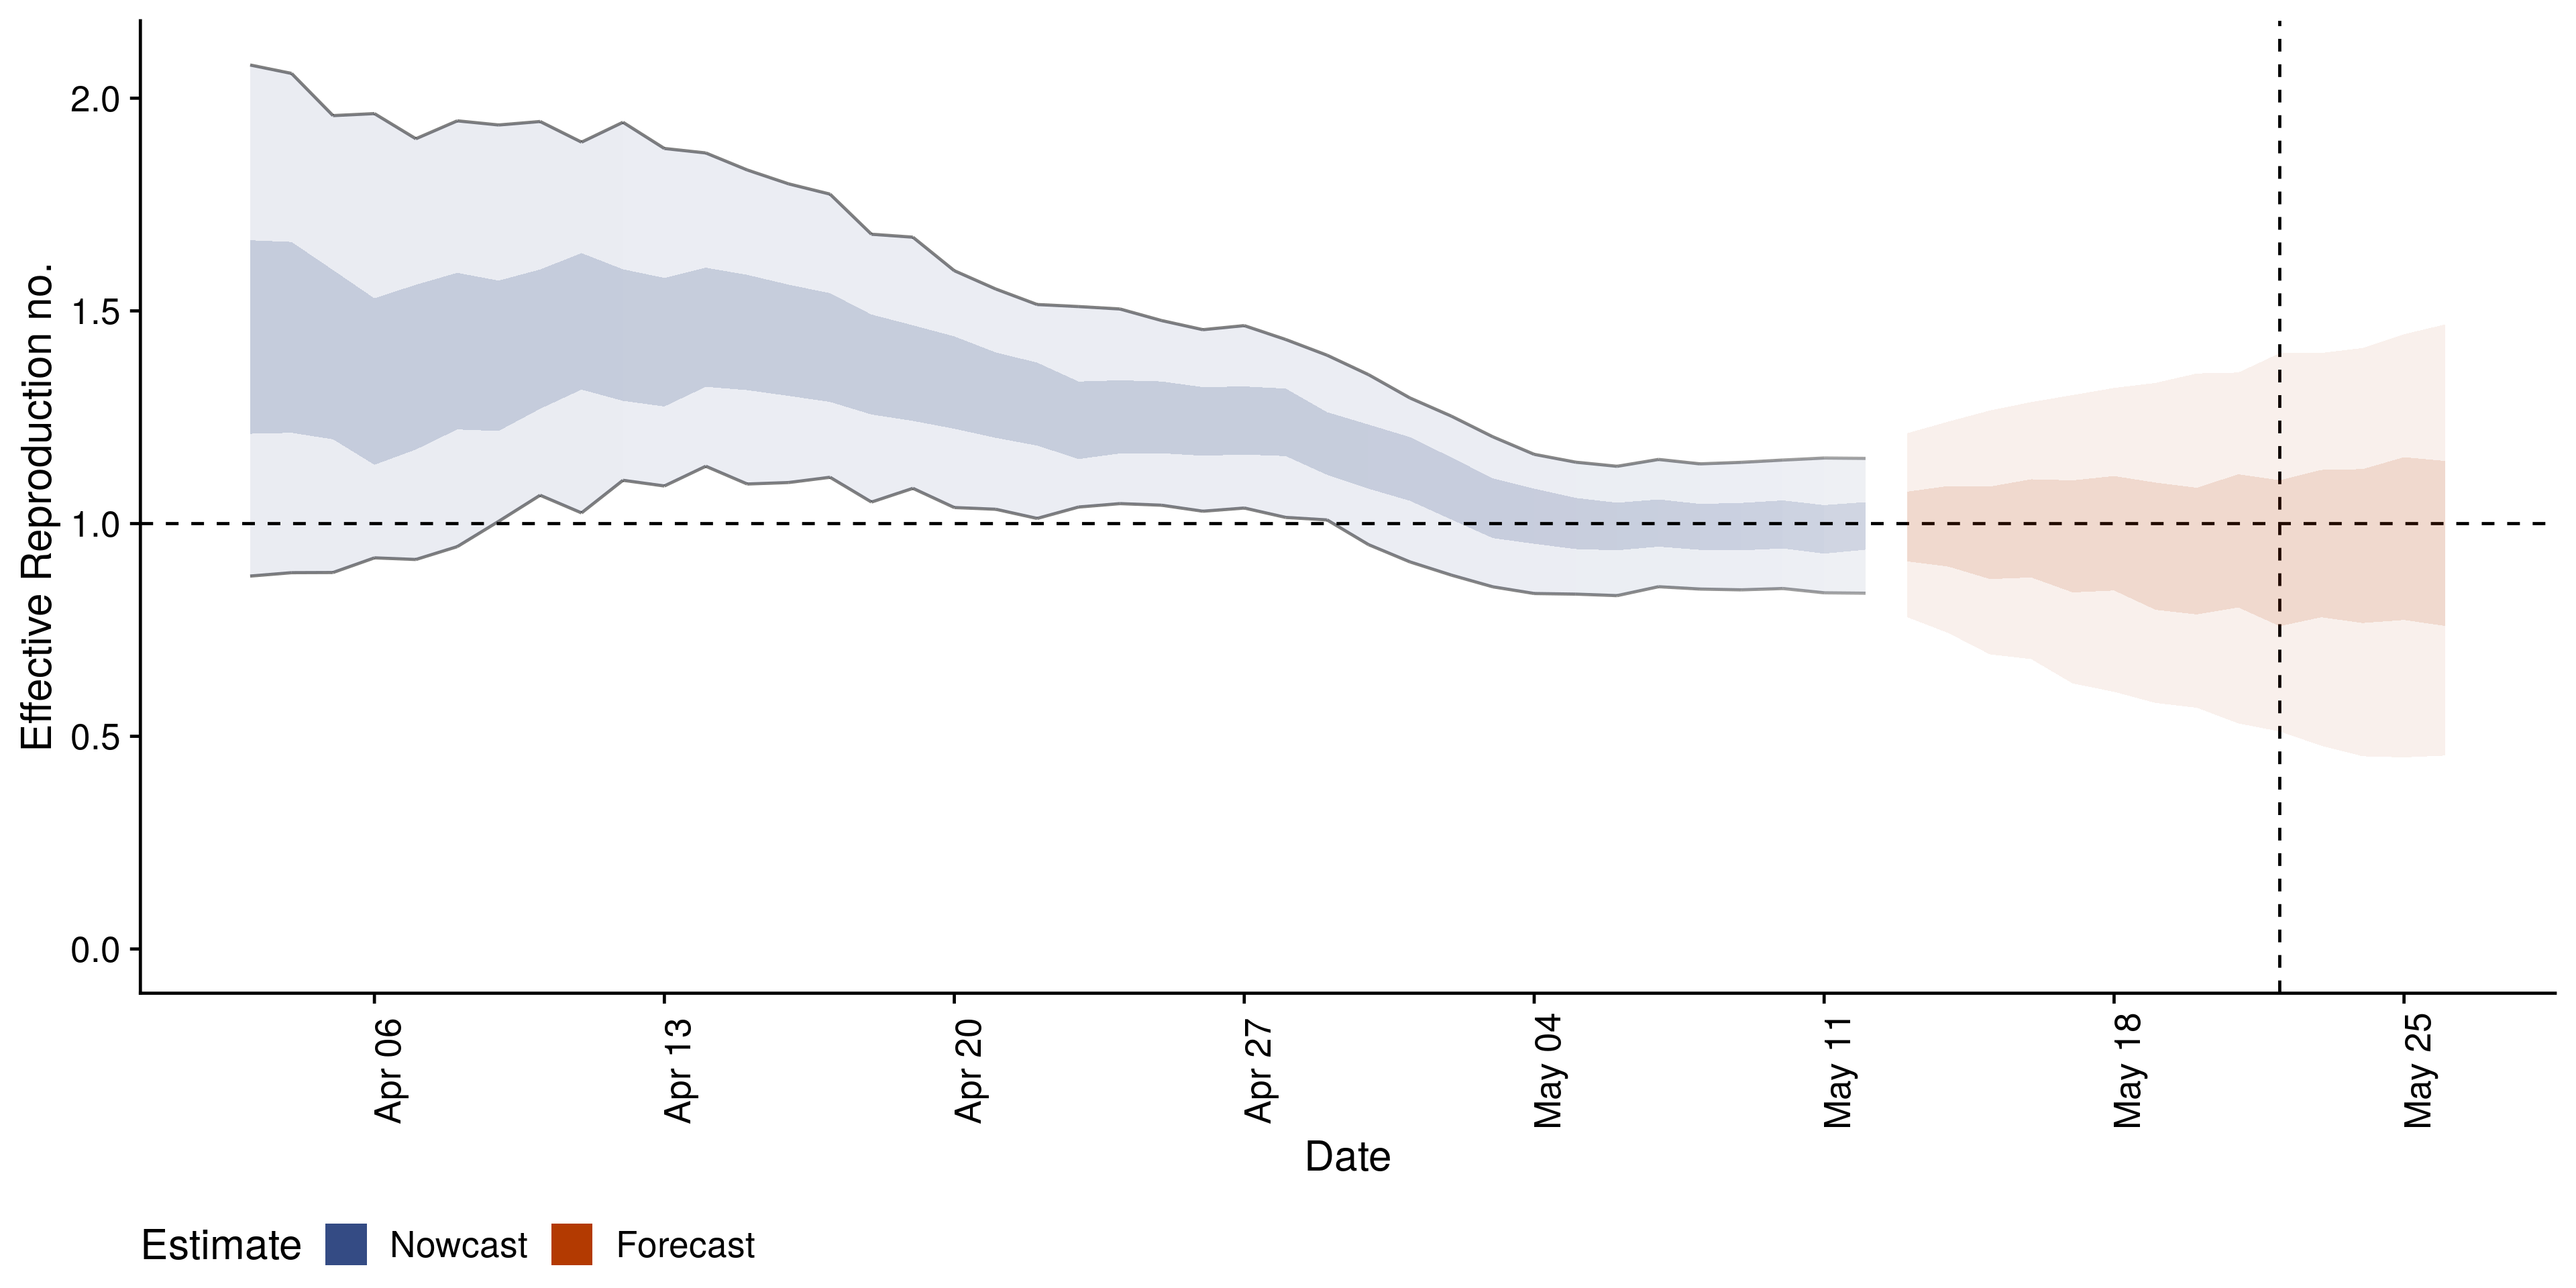 Effective Reproduction no.
2.0
1.5
1.0
0.5
0.0
Apr 06
Apr 13
Apr 20
Apr 27
May 04
May 11
May 18
May 25
Date
Estimate Nowcast Forecast